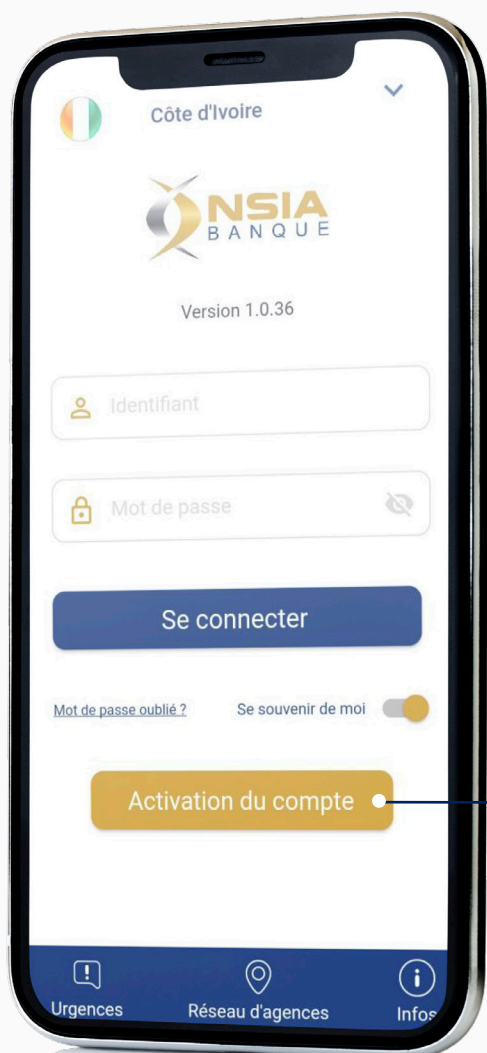 Côte d'Ivoire
NSIA
BANQUE
Version 1.0.36
Identifiant
Mot de passe
Se connecter
Mot de passe oublié ?
Se souvenir de moi
Activation du compte
Urgences
Réseau d'agences
Infos